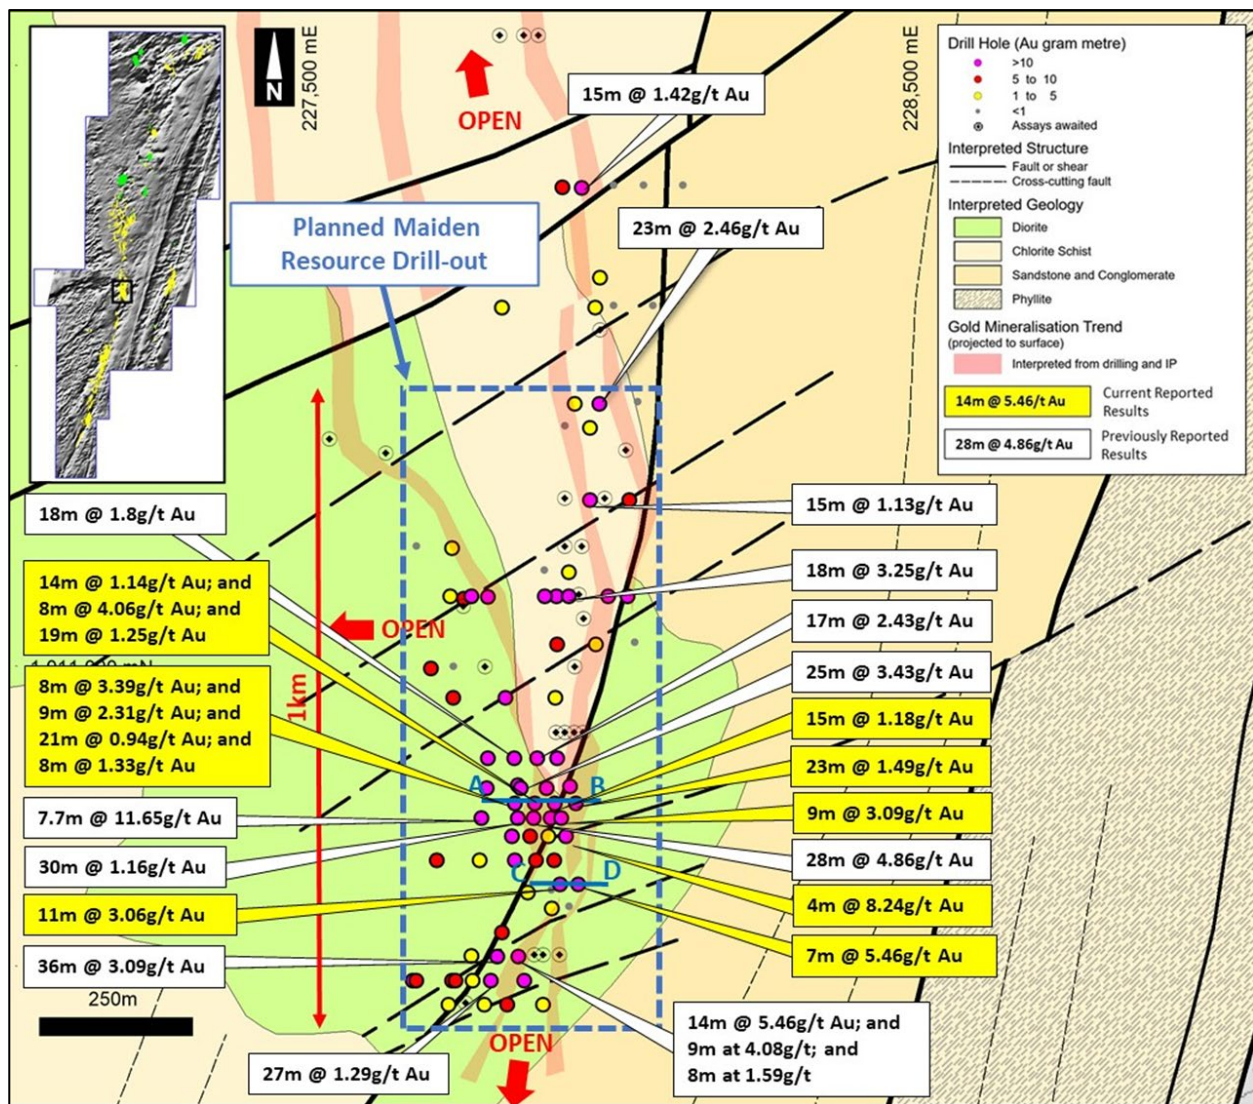 N
227,500 mE
228,500 mE
OPEN
15m @ 1.42g/t Au
23m @ 2.46g/t Au
Planned Maiden
Resource Drill-out
Drill Hole (Au gram metre)
>10
5 to 10
1 to 5
<1
Assays awaited
Interpreted Structure
Fault or shear
Cross-cutting fault
Interpreted Geology
Diorite
Chlorite Schist
Sandstone and Conglomerate
Phyllite
Gold Mineralisation Trend
(projected to surface)
Interpreted from drilling and IP
14m @ 5.46/t Au
Current Reported
Results
28m @ 4.86g/t Au
Previously Reported
Results
18m @ 1.8g/t Au
14m @ 1.14g/t Au; and
8m @ 4.06g/t Au; and
19m @ 1.25g/t Au
OPEN
1km
8m @ 3.39g/t Au; and
9m @ 2.31g/t Au; and
21m @ 0.94g/t Au; and
8m @ 1.33g/t Au
7.7m @ 11.65g/t Au
30m @ 1.16g/t Au
11m @ 3.06g/t Au
36m @ 3.09g/t Au
250m
27m @ 1.29g/t Au
A
B
C
D
15m @ 1.13g/t Au
18m @ 3.25g/t Au
17m @ 2.43g/t Au
25m @ 3.43g/t Au
15m @ 1.18g/t Au
23m @ 1.49g/t Au
9m @ 3.09g/t Au
28m @ 4.86g/t Au
4m @ 8.24g/t Au
7m @ 5.46g/t Au
14m @ 5.46g/t Au; and
9m at 4.08g/t; and
8m at 1.59g/t
OPEN